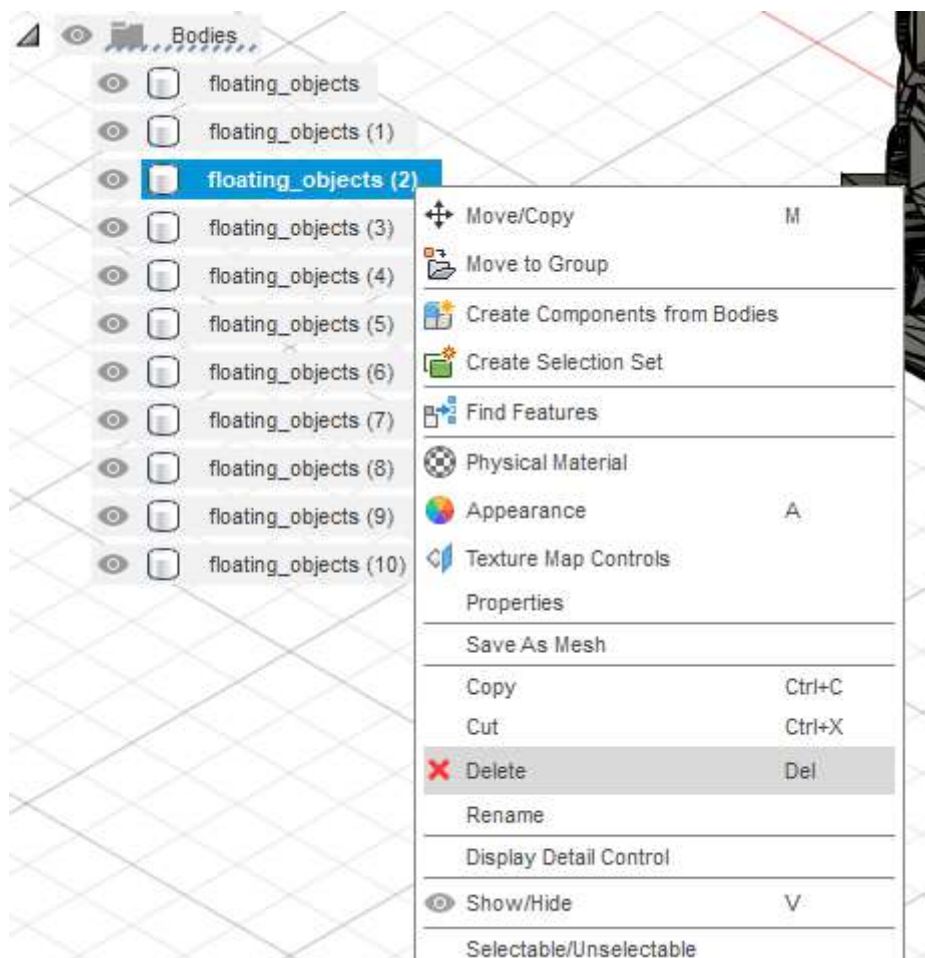 Bodies
floating_objects
floating_objects (1)
floating_objects (2)
floating_objects (3)
floating_objects (4)
floating_objects (5)
floating_objects (6)
floating_objects (7)
floating_objects (8)
floating_objects (9)
floating_objects (10)
Move/Copy M
Move to Group
Create Components from Bodies
Create Selection Set
Find Features
Physical Material
Appearance A
Texture Map Controls
Properties
Save As Mesh
Copy Ctrl+C
Cut Ctrl+X
Delete Del
Rename
Display Detail Control
Show/Hide V
Selectable/Unselectable